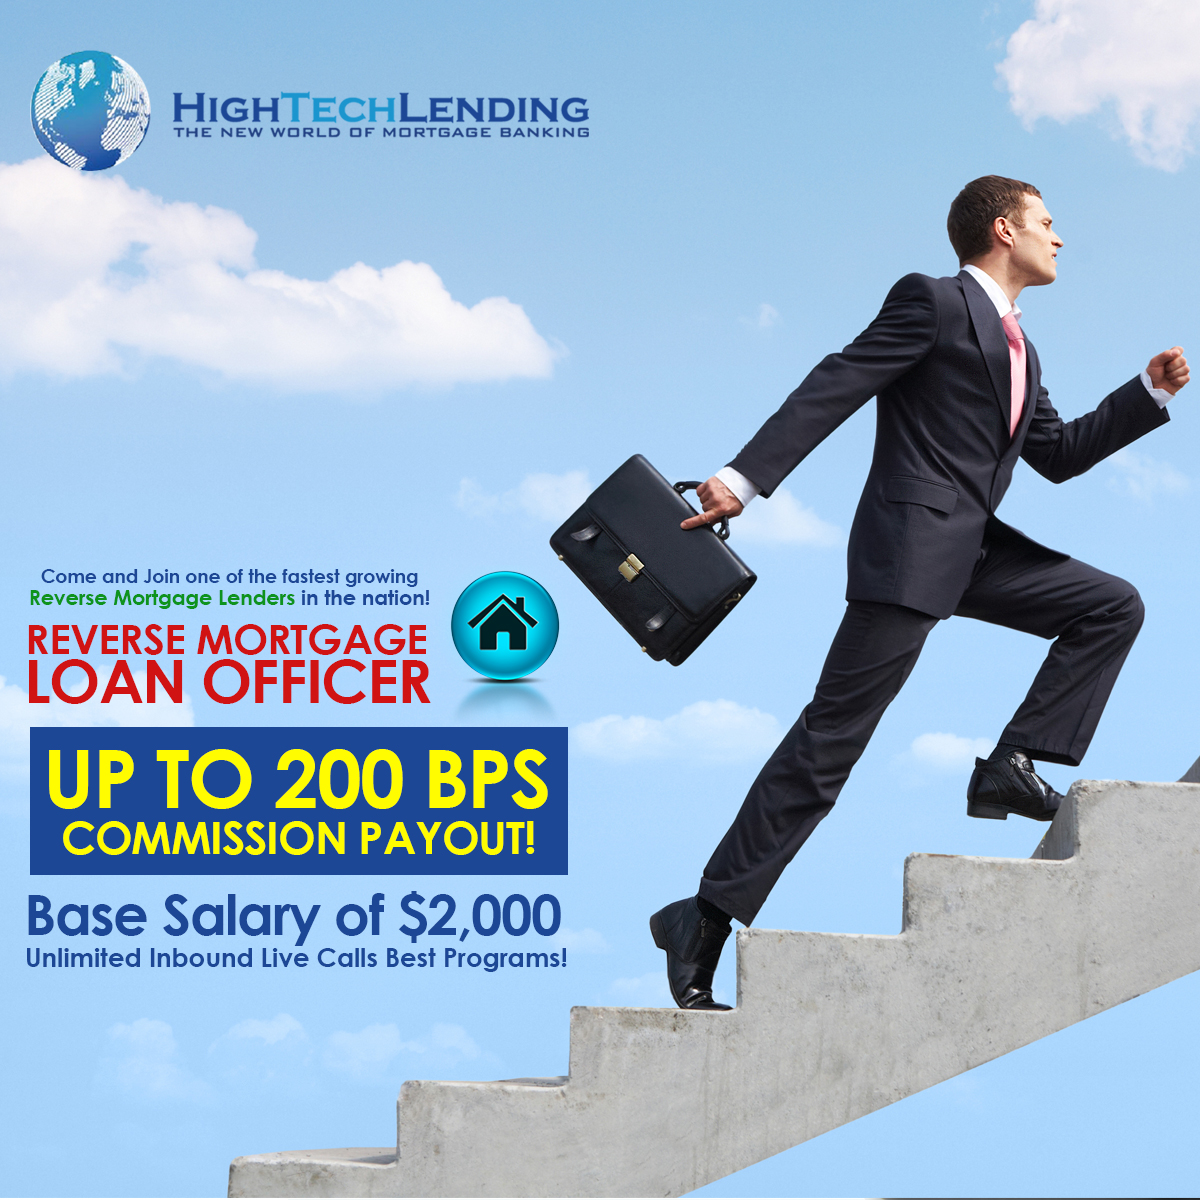 HIGHTECHLENDING
THE NEW WORLD OF MORTGAGE BANKING
Come and Join one of the fastest growing
Reverse Mortgage Lenders in the nation!
REVERSE MORTGAGE
LOAN OFFICER
UP TO 200 BPS
COMMISSION PAYOUT!
Base Salary of $2,000
Unlimited Inbound Live Calls Best Programs!